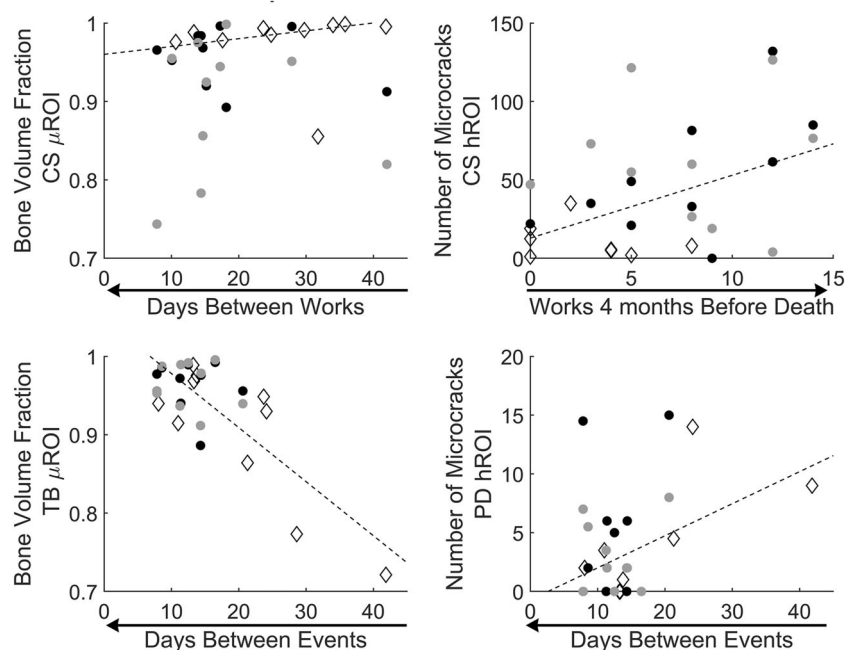 Bone Volume Fraction
CS μROI
1
0.9
0.8
0.7
0 10 20 30 40
Days Between Works
Number of Microcracks
CS hROI
150
100
50
0
0 5 10 15
Works 4 months Before Death
Bone Volume Fraction
TB μROI
1
0.9
0.8
0.7
0 10 20 30 40
Days Between Events
Number of Microcracks
PD hROI
20
15
10
5
0
0 10 20 30 40
Days Between Events